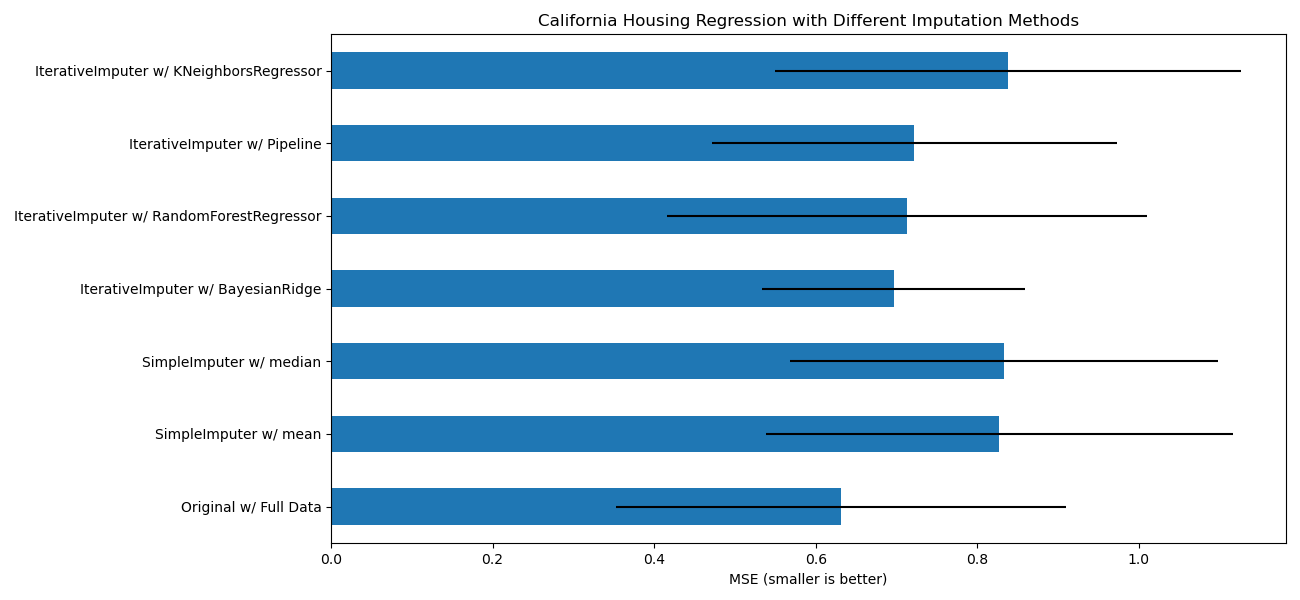 California Housing Regression with Different Imputation Methods
IterativeImputer w/ KNeighborsRegressor
IterativeImputer w/ Pipeline
IterativeImputer w/ RandomForestRegressor
IterativeImputer w/ BayesianRidge
SimpleImputer w/ median
SimpleImputer w/ mean
Original w/ Full Data
0.0 0.2 0.4 0.6 0.8 1.0
MSE (smaller is better)